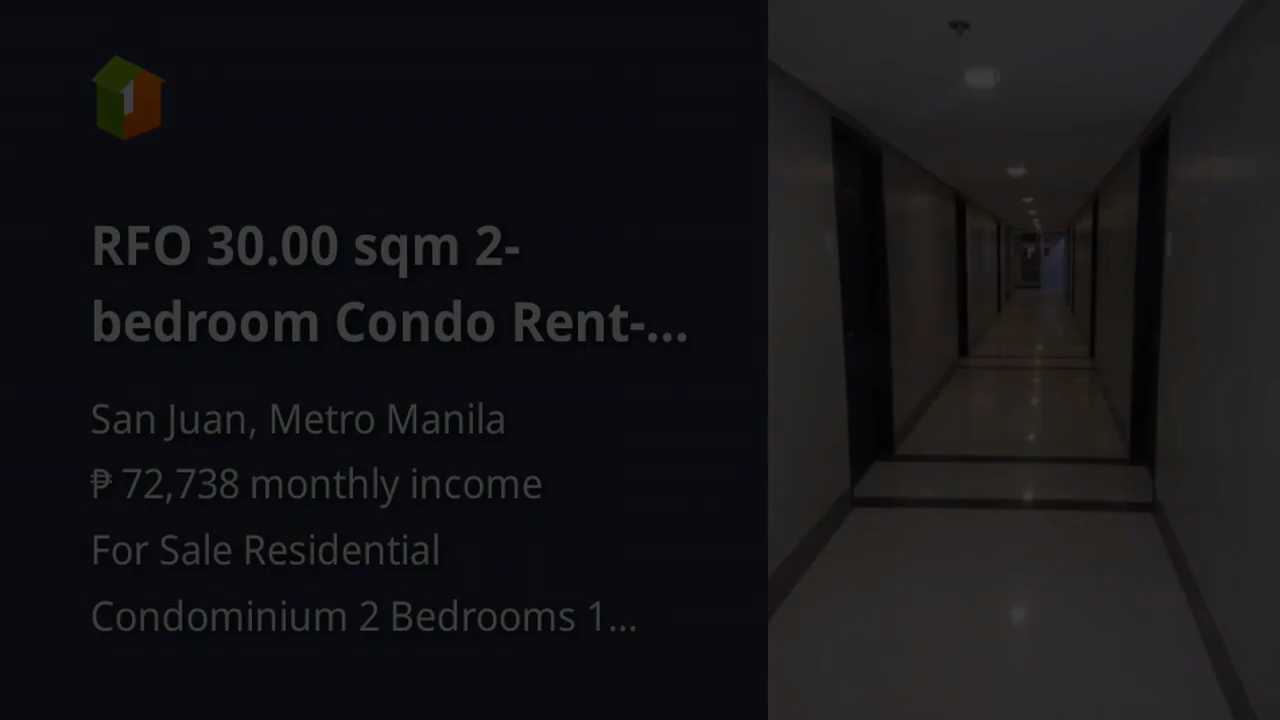 RFO 30.00 sqm 2-
bedroom Condo Rent-...
San Juan, Metro Manila
₱ 72,738 monthly income
For Sale Residential
Condominium 2 Bedrooms 1...